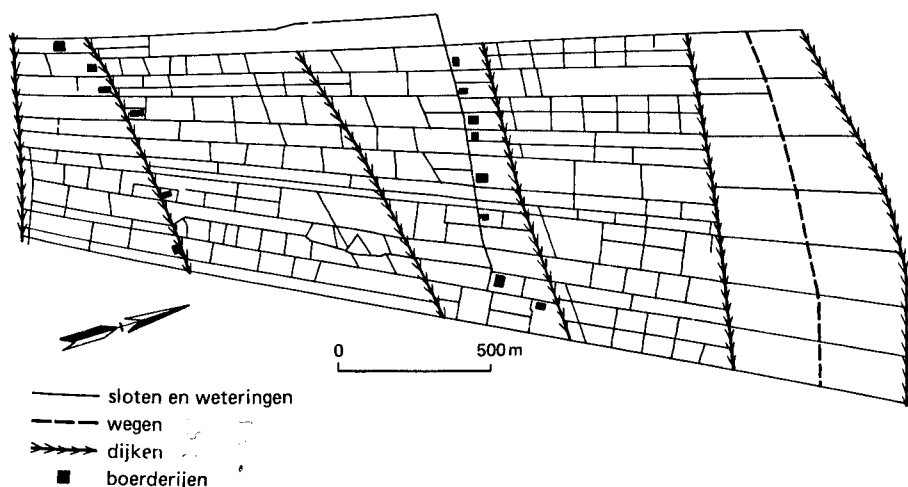 0 500 m
sloten en weteringen
wegen
dijken
boerderijen